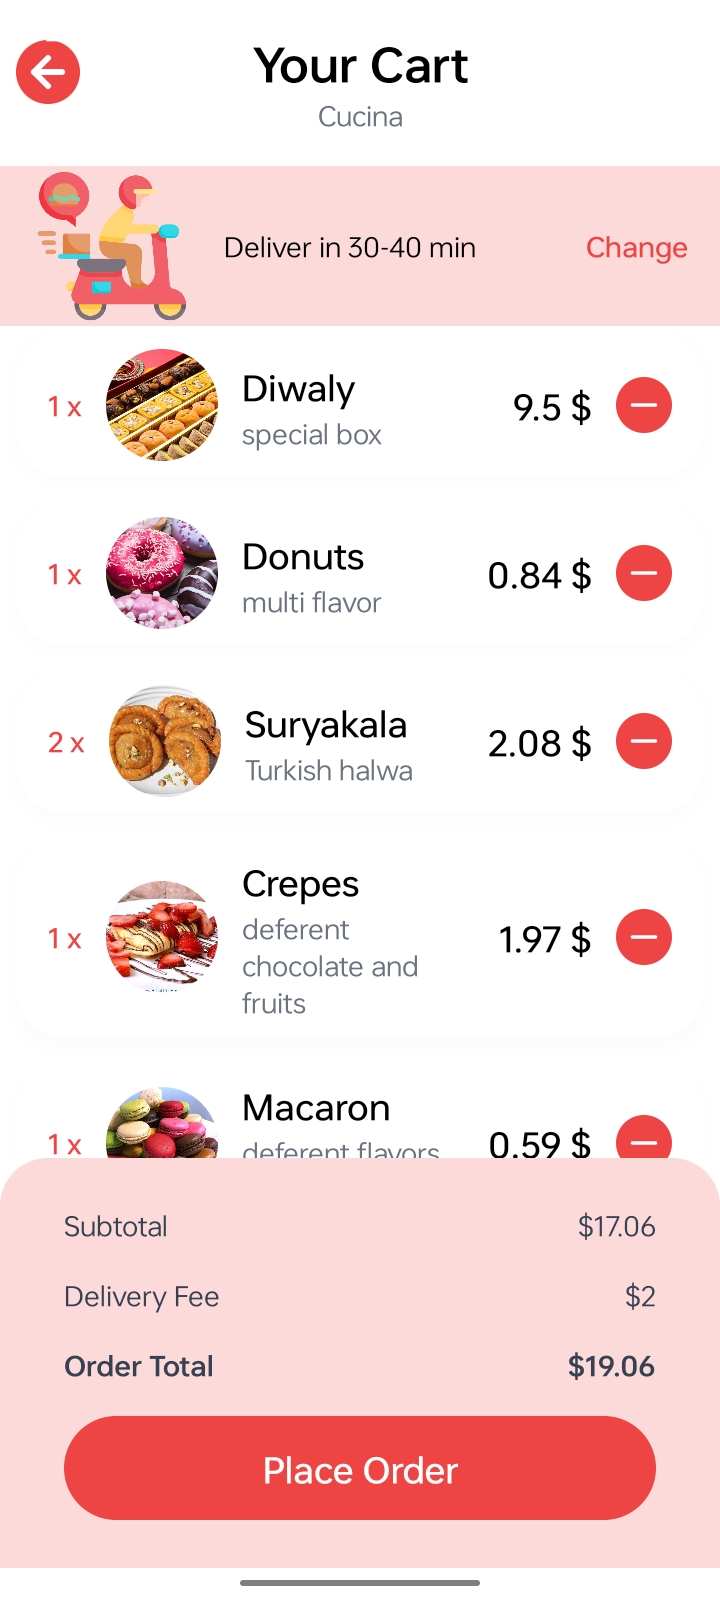 Your Cart
Cucina
Deliver in 30-40 min
Change
1 x
Diwaly
special box
9.5 $
1 x
Donuts
multi flavor
0.84 $
2 x
Suryakala
Turkish halwa
2.08 $
1 x
Crepes
deferent
chocolate and
fruits
1.97 $
1 x
Macaron
deferent flavors
0.59 $
Subtotal
$17.06
Delivery Fee
$2
Order Total
$19.06
Place Order